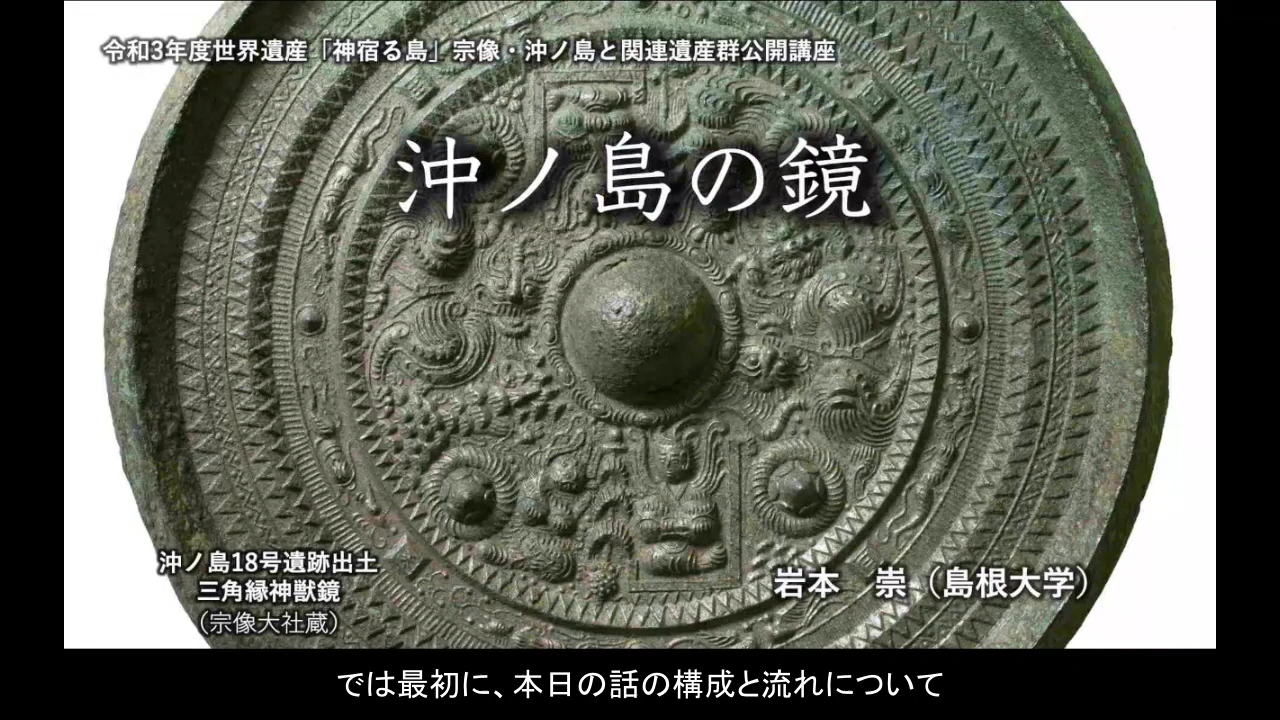 令和3年度世界遺産「神宿る島」宗像・沖ノ島と関連遺産群公開講座
沖ノ島の鏡
沖ノ島18号遺跡出土
三角縁神獣鏡
（宗像大社蔵）
岩本　崇（島根大学）
では最初に、本日の話の構成と流れについて